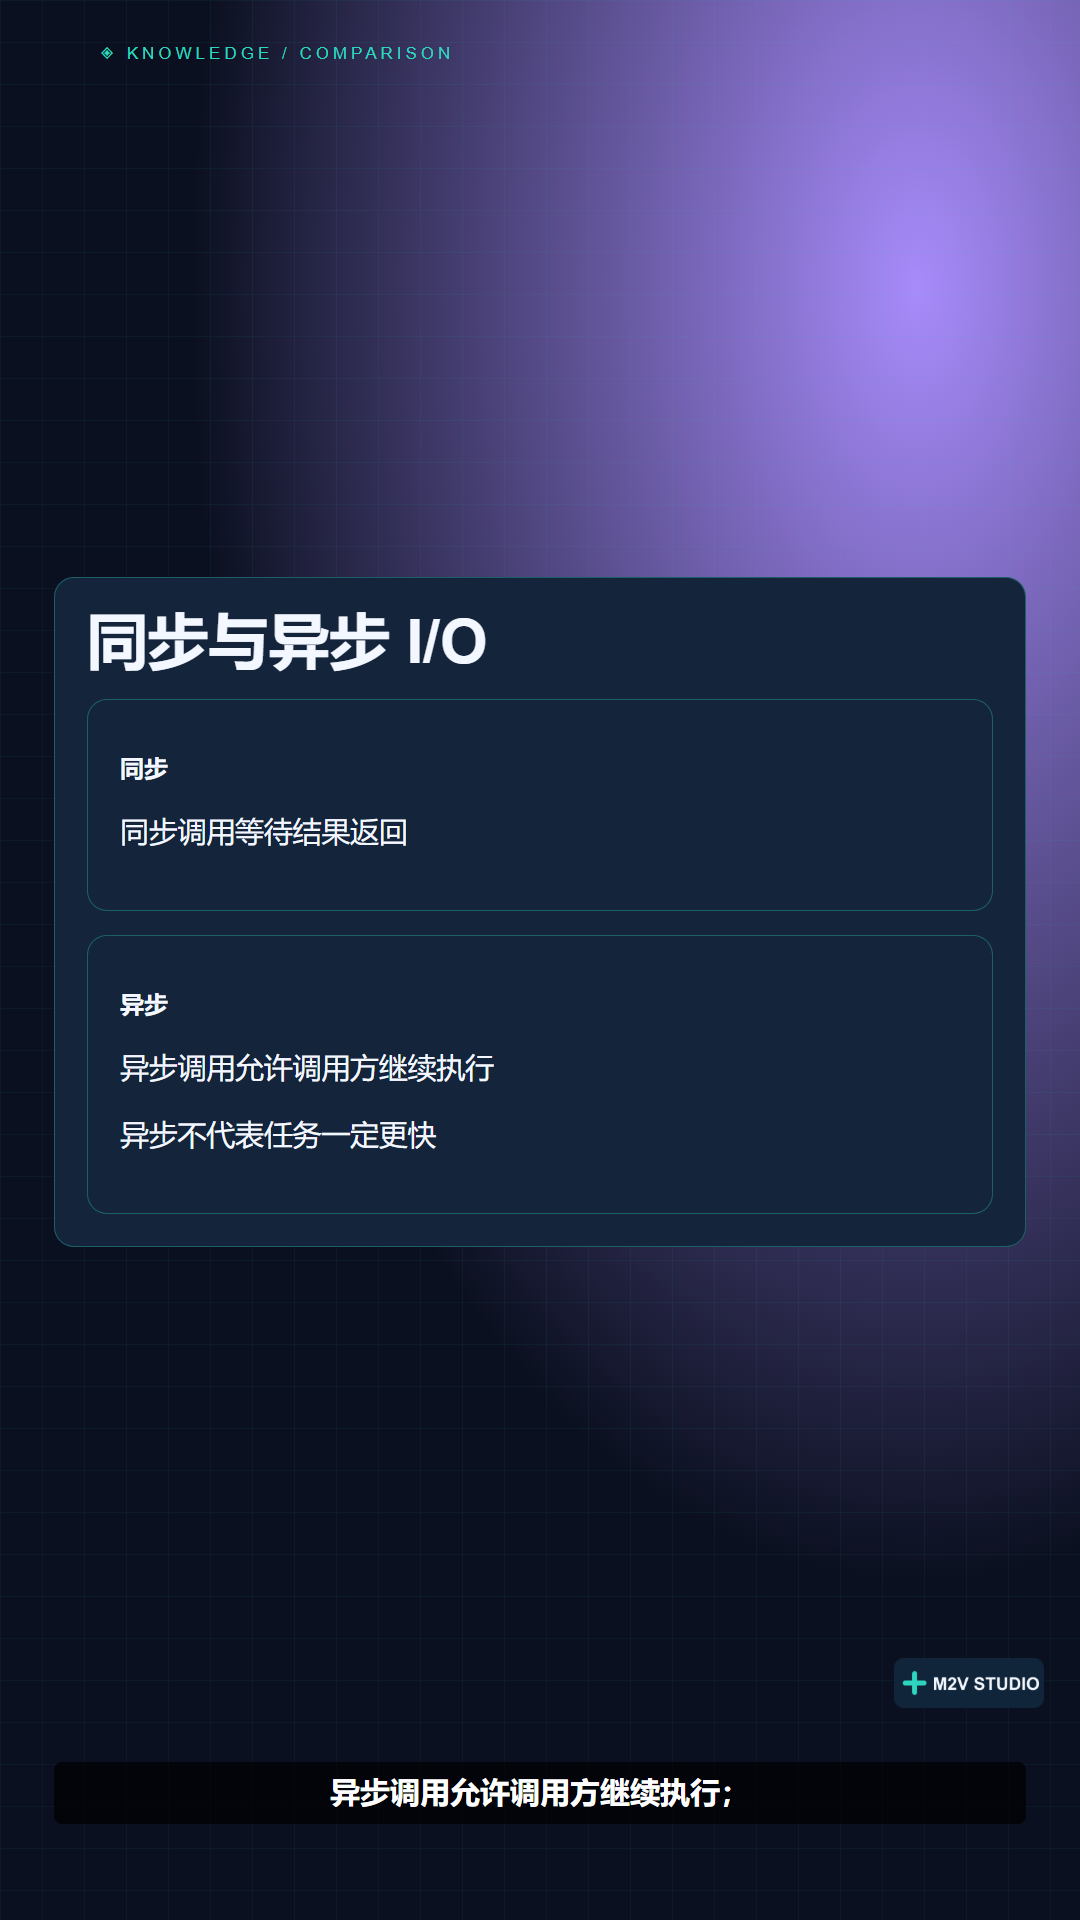 ◈ KNOWLEDGE / COMPARISON
同步与异步 I/O
同步
同步调用等待结果返回
异步
异步调用允许调用方继续执行
异步不代表任务一定更快
M2V STUDIO
异步调用允许调用方继续执行；